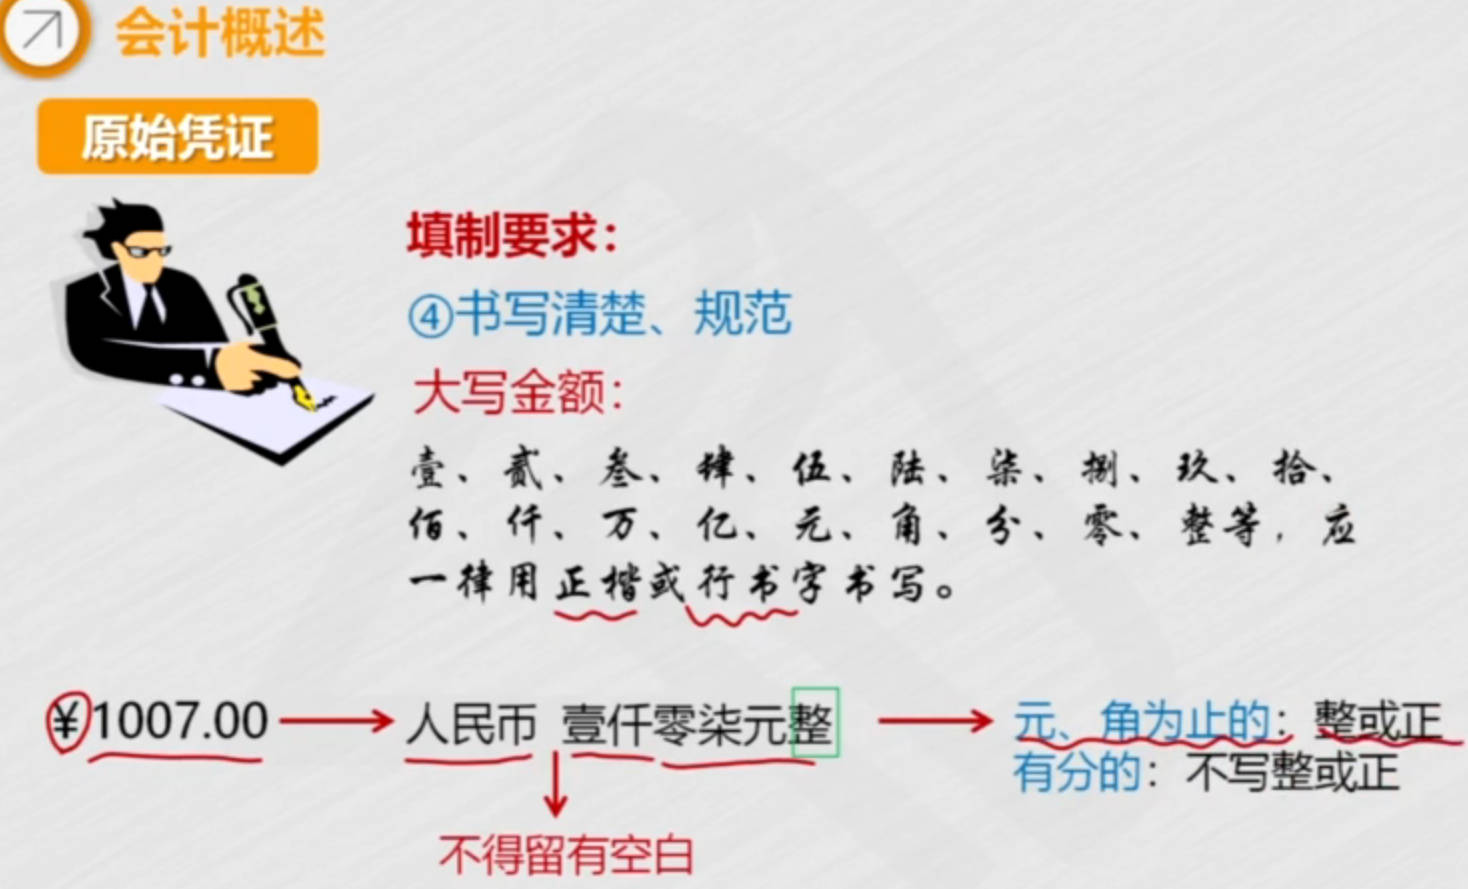 会计概述
原始凭证
填制要求：
④书写清楚、规范
大写金额：
壹、贰、叁、肆、伍、陆、柒、捌、玖、拾、
佰、仟、万、亿、元、角、分、零、整等，应
一律用正楷或行书字书写。
¥1007.00
人民币 壹仟零柒元整
元、角为止的：整或正
有分的：不写整或正
不得留有空白